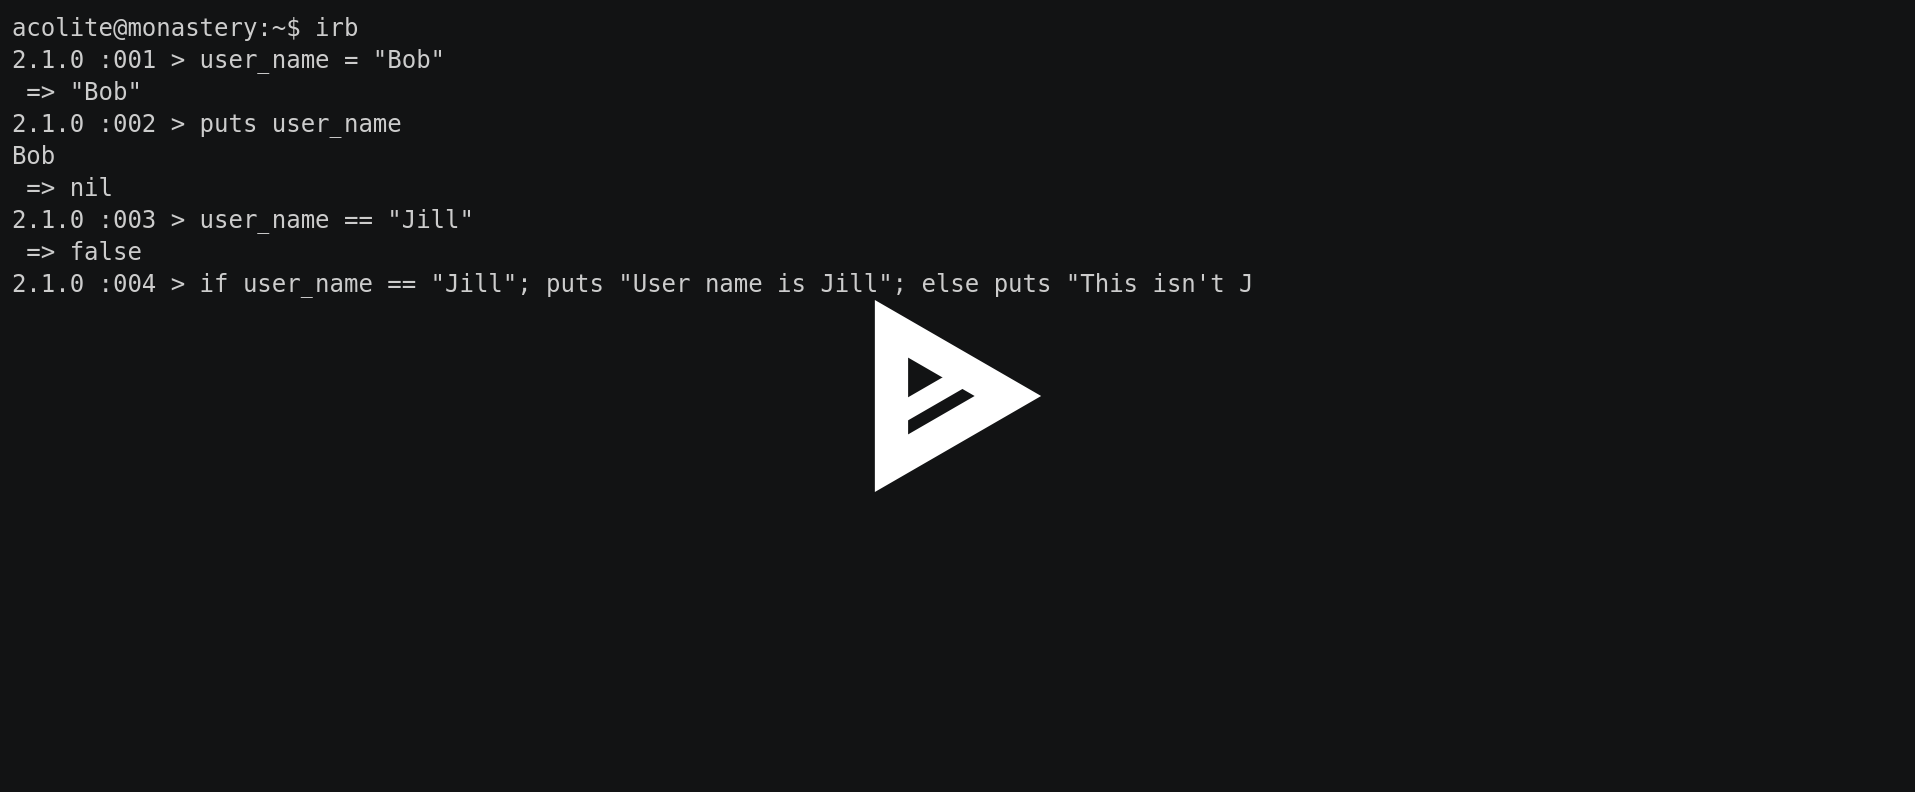 acolite@monastery:~$ irb
2.1.0 :001 > user_name = "Bob"
 => "Bob"
2.1.0 :002 > puts user_name
Bob
 => nil
2.1.0 :003 > user_name == "Jill"
 => false
2.1.0 :004 > if user_name == "Jill"; puts "User name is Jill"; else puts "This isn't J